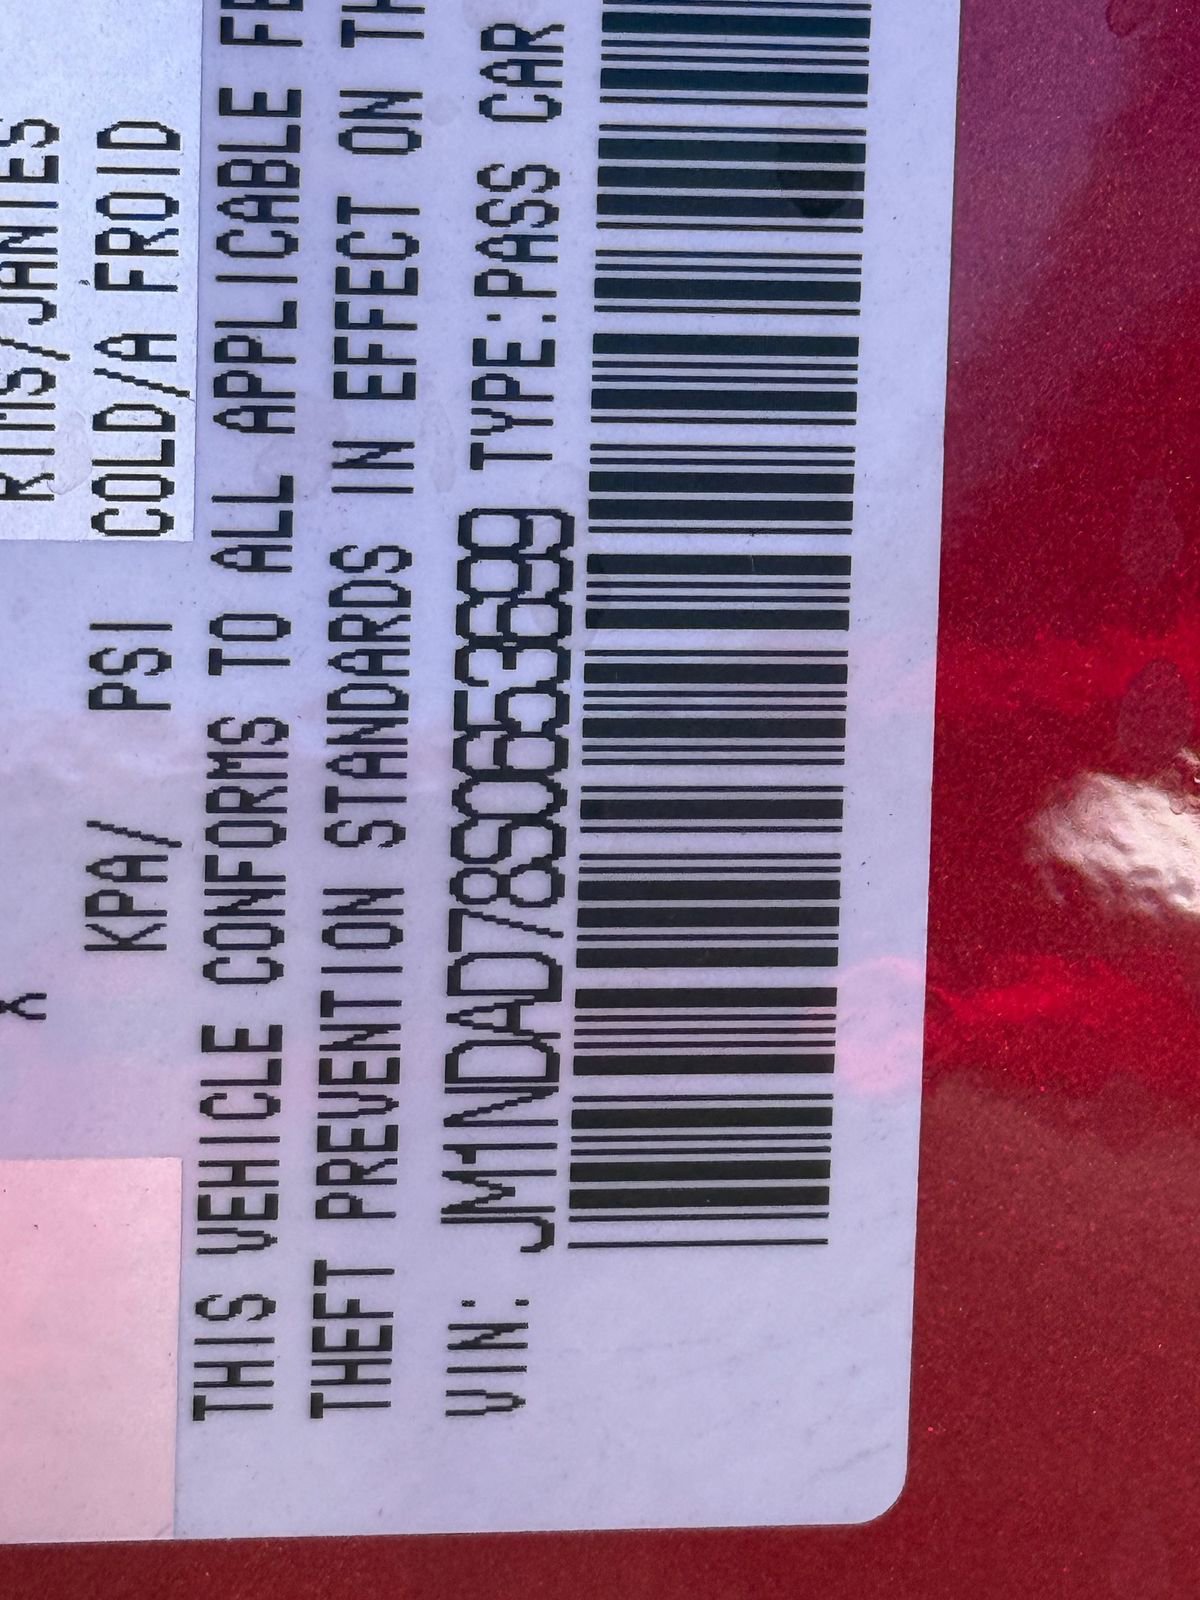 X RIMS/JANTES
KPA/ PSI COLD/A FROID
THIS VEHICLE CONFORMS TO ALL APPLICABLE FE
THEFT PREVENTION STANDARDS IN EFFECT ON TH
VIN: JM1NDAD78S0653699 TYPE:PASS CAR